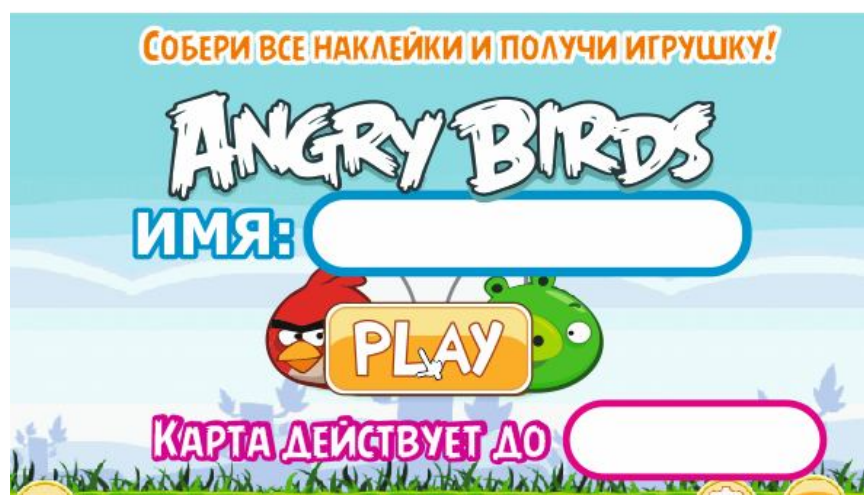 Собери все наклейки и получи игрушку!
ANGRY BIRDS
ИМЯ:
PLAY
Карта действует до